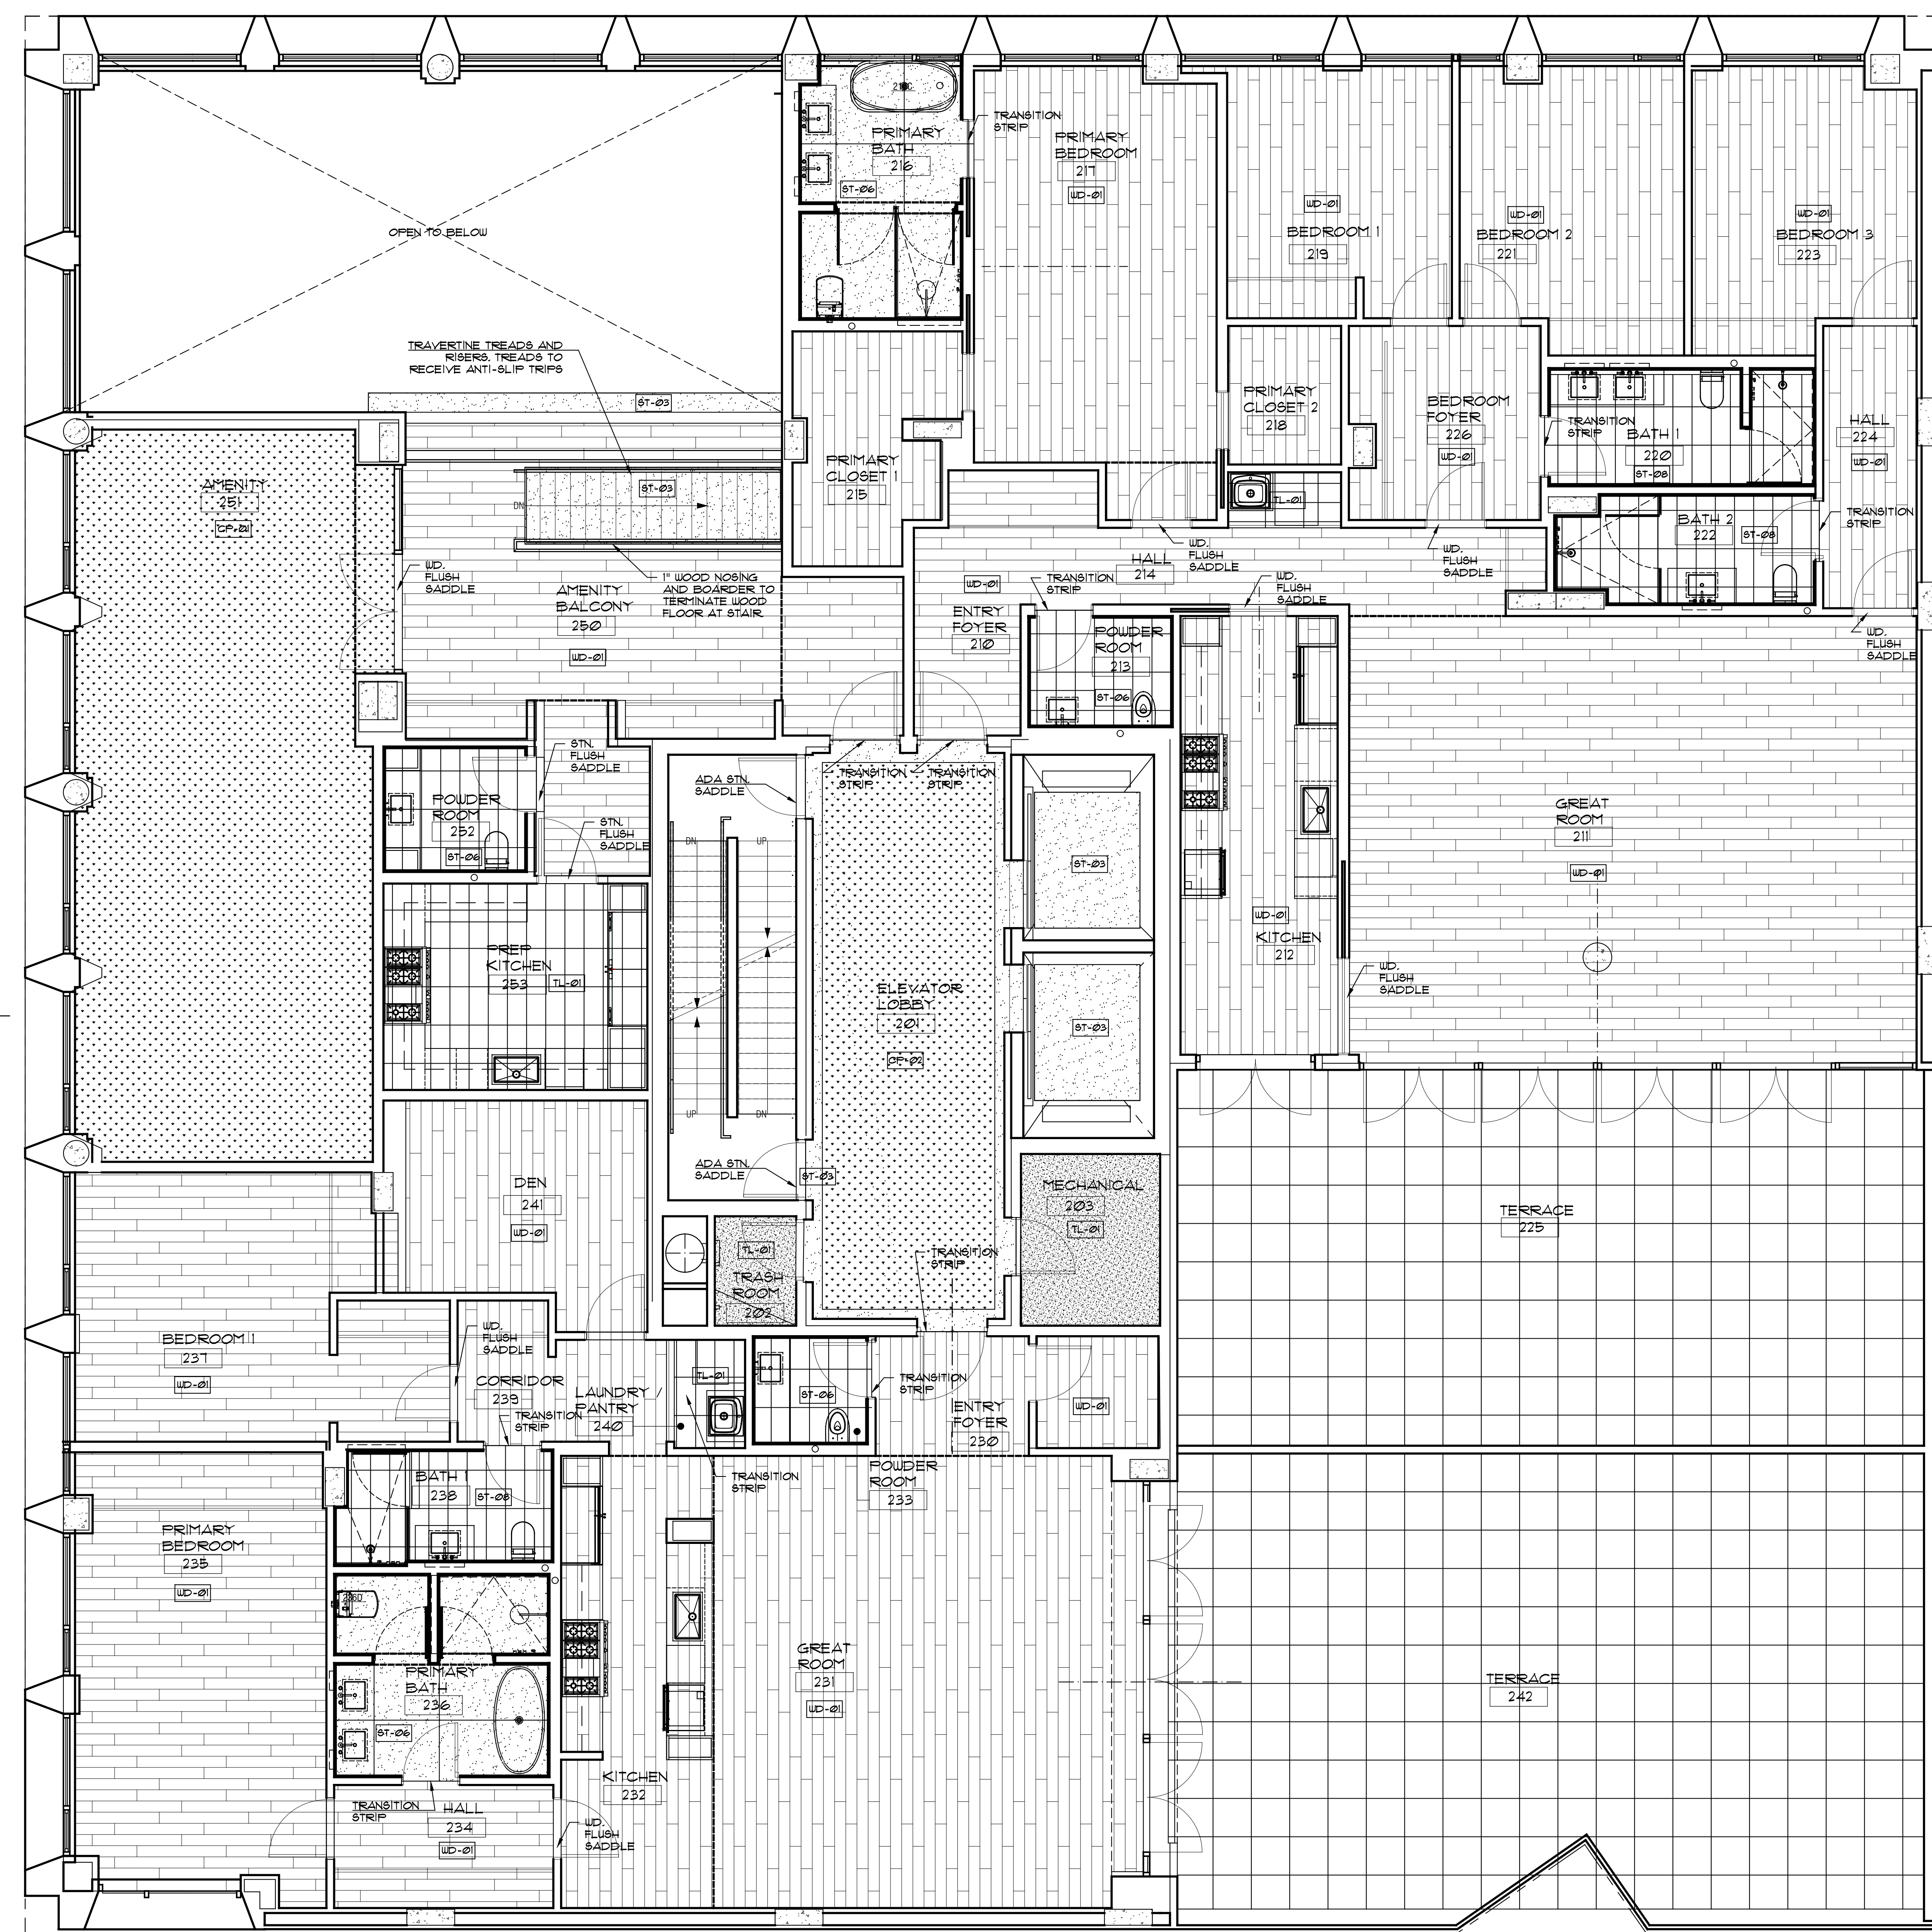 216C
PRIMARY
BATH
216
ST-06
TRANSITION
STRIP
PRIMARY
BEDROOM
217
WD-01
WD-01
BEDROOM 1
219
WD-01
BEDROOM 2
221
WD-01
BEDROOM 3
223
OPEN TO BELOW
TRAVERTINE TREADS AND
RISERS. TREADS TO
RECEIVE ANTI-SLIP TRIPS
ST-03
PRIMARY
CLOSET 2
218
BEDROOM
FOYER
226
WD-01
TRANSITION
STRIP
BATH 1
220
ST-08
HALL
224
WD-01
AMENITY
251
CP-01
ST-03
DN
PRIMARY
CLOSET 1
215
TL-01
BATH 2
222
ST-08
TRANSITION
STRIP
WD.
FLUSH
SADDLE
AMENITY
BALCONY
250
WD-01
1" WOOD NOSING
AND BOARDER TO
TERMINATE WOOD
FLOOR AT STAIR
WD-01
HALL
214
WD.
FLUSH
SADDLE
WD.
FLUSH
SADDLE
TRANSITION
STRIP
WD.
FLUSH
SADDLE
ENTRY
FOYER
210
POWDER
ROOM
213
ST-06
WD.
FLUSH
SADDLE
STN.
FLUSH
SADDLE
ADA STN.
SADDLE
TRANSITION
STRIP
TRANSITION
STRIP
POWDER
ROOM
252
ST-06
STN.
FLUSH
SADDLE
DN
UP
ST-03
GREAT
ROOM
211
WD-01
WD-01
KITCHEN
212
PREP
KITCHEN
253
TL-01
ELEVATOR
LOBBY
201
CP-02
ST-03
WD.
FLUSH
SADDLE
UP
DN
ADA STN.
SADDLE
ST-03
DEN
241
WD-01
MECHANICAL
203
TL-01
TERRACE
225
TL-01
TRASH
ROOM
202
TRANSITION
STRIP
BEDROOM 1
237
WD-01
WD.
FLUSH
SADDLE
CORRIDOR
239
TRANSITION
STRIP
LAUNDRY /
PANTRY
240
TL-01
ST-06
TRANSITION
STRIP
ENTRY
FOYER
230
WD-01
BATH 1
238
ST-08
TRANSITION
STRIP
POWDER
ROOM
233
PRIMARY
BEDROOM
235
WD-01
236D
PRIMARY
BATH
236
ST-06
GREAT
ROOM
231
WD-01
TERRACE
242
KITCHEN
232
TRANSITION
STRIP
HALL
234
WD-01
WD.
FLUSH
SADDLE